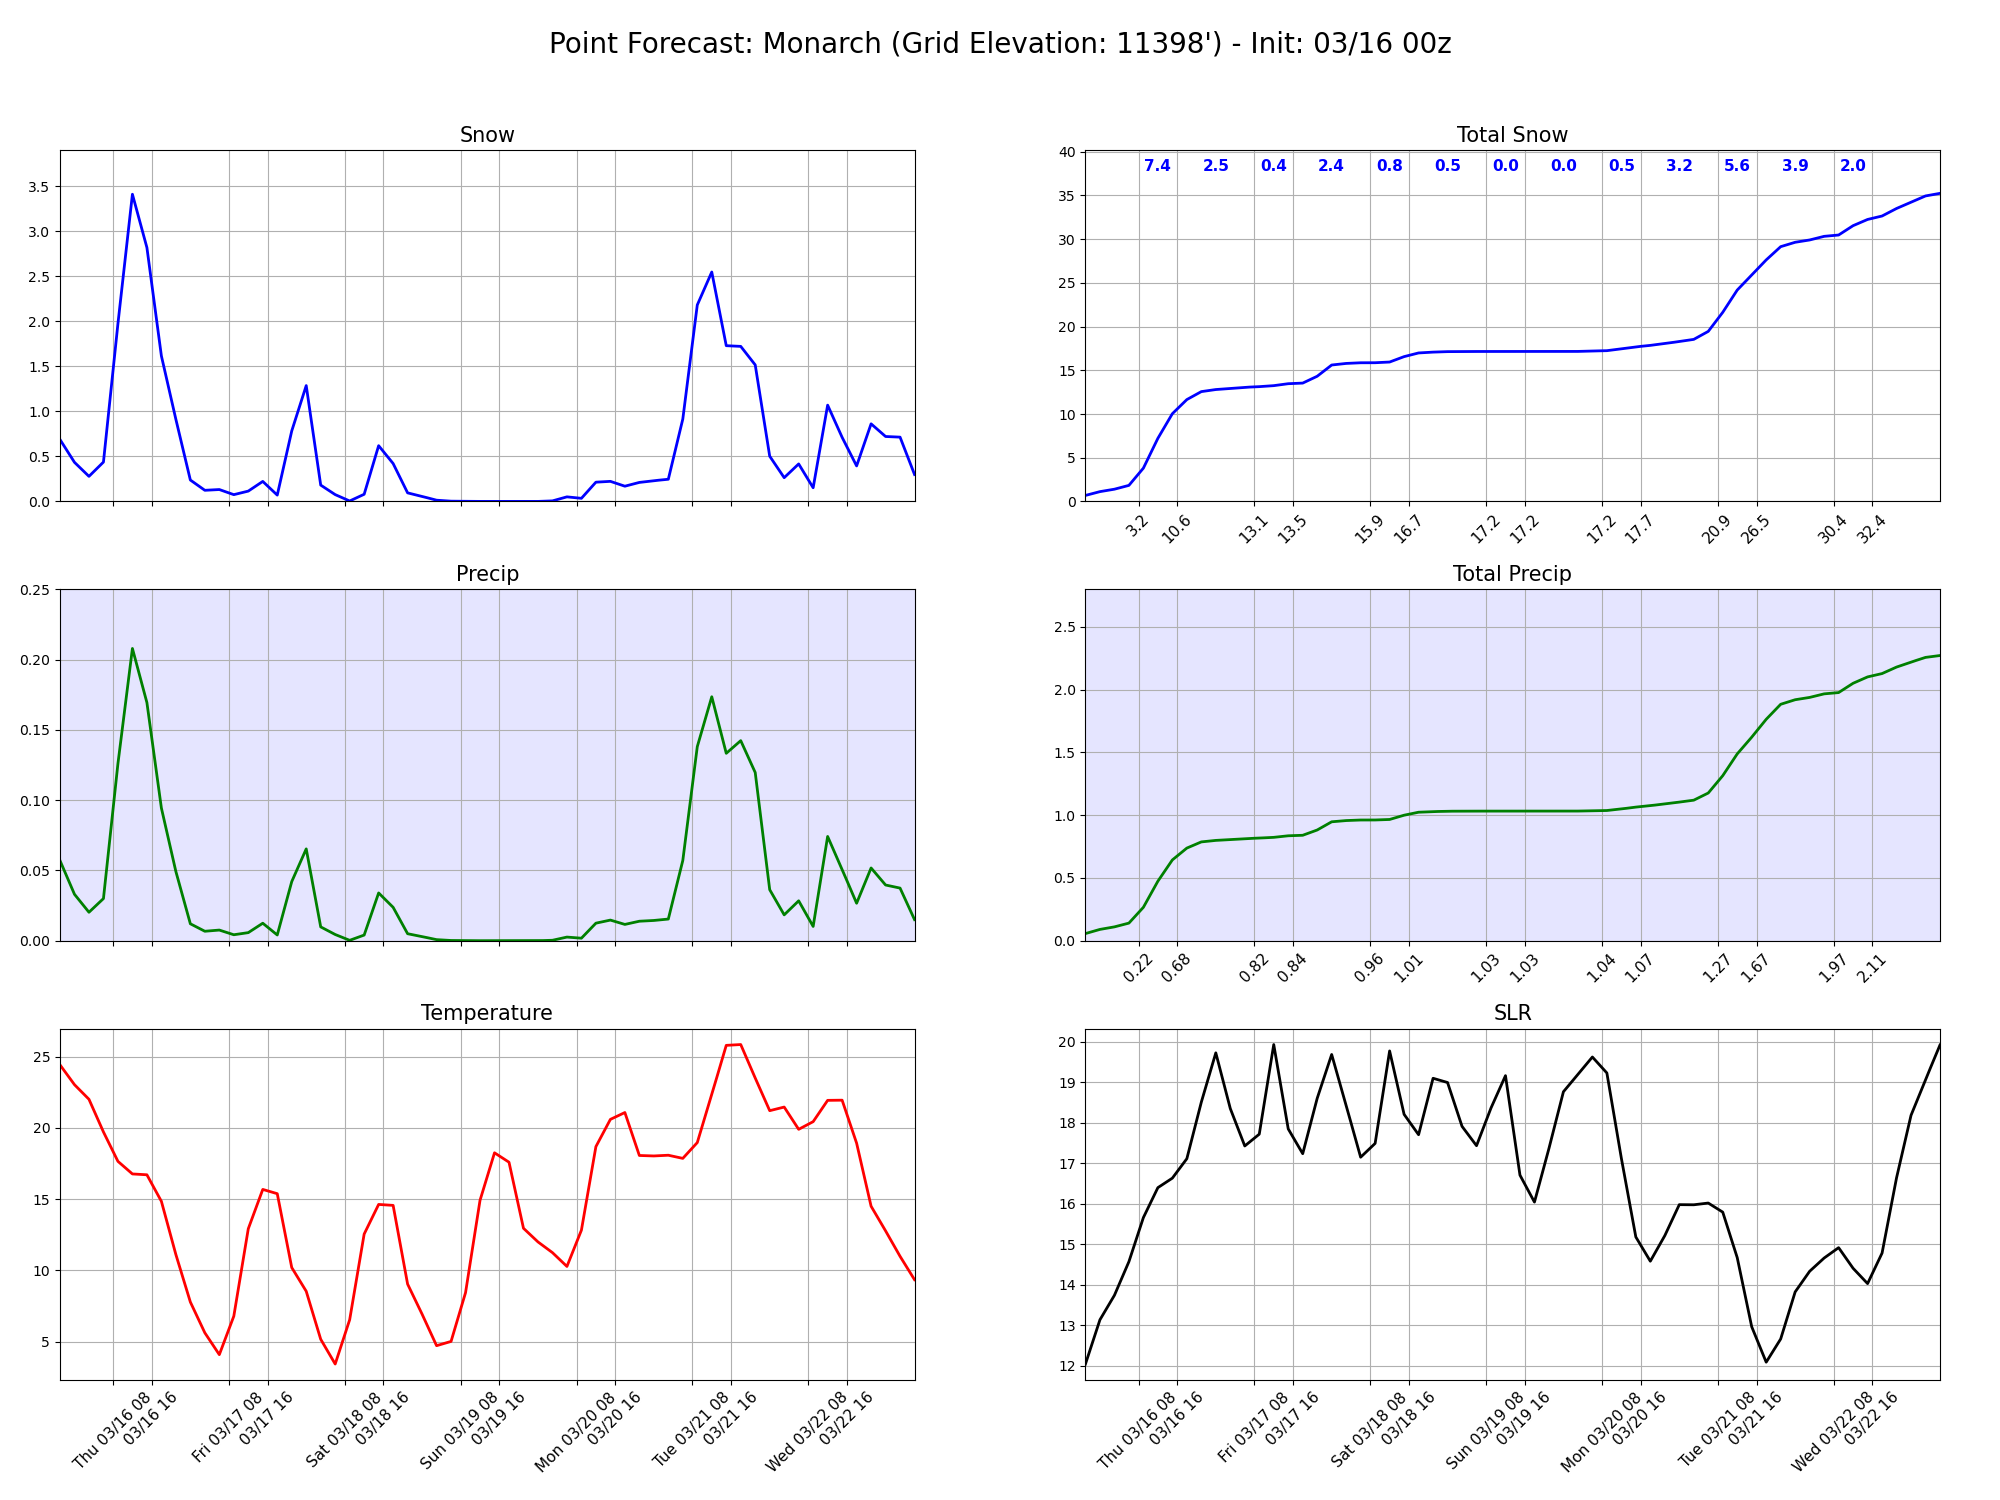 Point Forecast: Monarch (Grid Elevation: 11398') - Init: 03/16 00z
Snow
3.5
3.0
2.5
2.0
1.5
1.0
0.5
0.0
Total Snow
7.4 2.5 0.4 2.4 0.8 0.5 0.0 0.0 0.5 3.2 5.6 3.9 2.0
40
35
30
25
20
15
10
5
0
3.2 10.6 13.1 13.5 15.9 16.7 17.2 17.2 17.2 17.7 20.9 26.5 30.4 32.4
Precip
0.25
0.20
0.15
0.10
0.05
0.00
Total Precip
2.5
2.0
1.5
1.0
0.5
0.0
0.22 0.68 0.82 0.84 0.96 1.01 1.03 1.03 1.04 1.07 1.27 1.67 1.97 2.11
Temperature
25
20
15
10
5
Thu 03/16 08
03/16 16
Fri 03/17 08
03/17 16
Sat 03/18 08
03/18 16
Sun 03/19 08
03/19 16
Mon 03/20 08
03/20 16
Tue 03/21 08
03/21 16
Wed 03/22 08
03/22 16
SLR
20
19
18
17
16
15
14
13
12
Thu 03/16 08
03/16 16
Fri 03/17 08
03/17 16
Sat 03/18 08
03/18 16
Sun 03/19 08
03/19 16
Mon 03/20 08
03/20 16
Tue 03/21 08
03/21 16
Wed 03/22 08
03/22 16